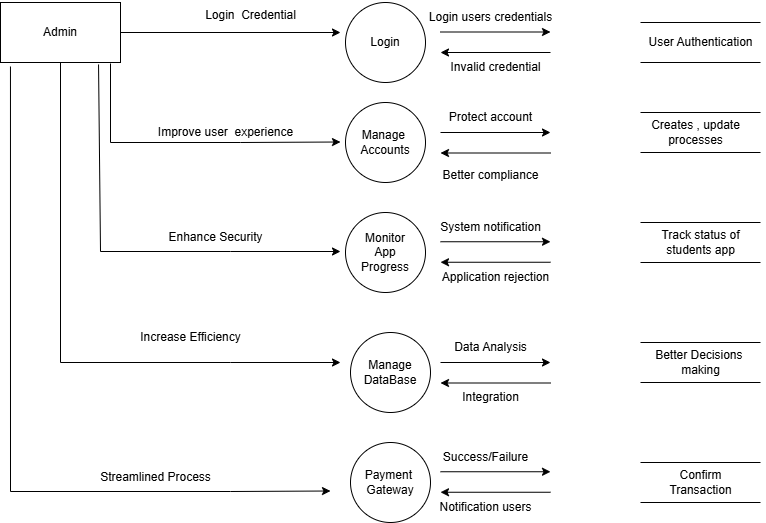 Admin
Login Credential
Login
Login users credentials
Invalid credential
User Authentication
Improve user experience
Manage
Accounts
Protect account
Better compliance
Creates , update
processes
Enhance Security
Monitor
App
Progress
System notification
Application rejection
Track status of
students app
Increase Efficiency
Manage
DataBase
Data Analysis
Integration
Better Decisions
making
Streamlined Process
Payment
Gateway
Success/Failure
Notification users
Confirm
Transaction